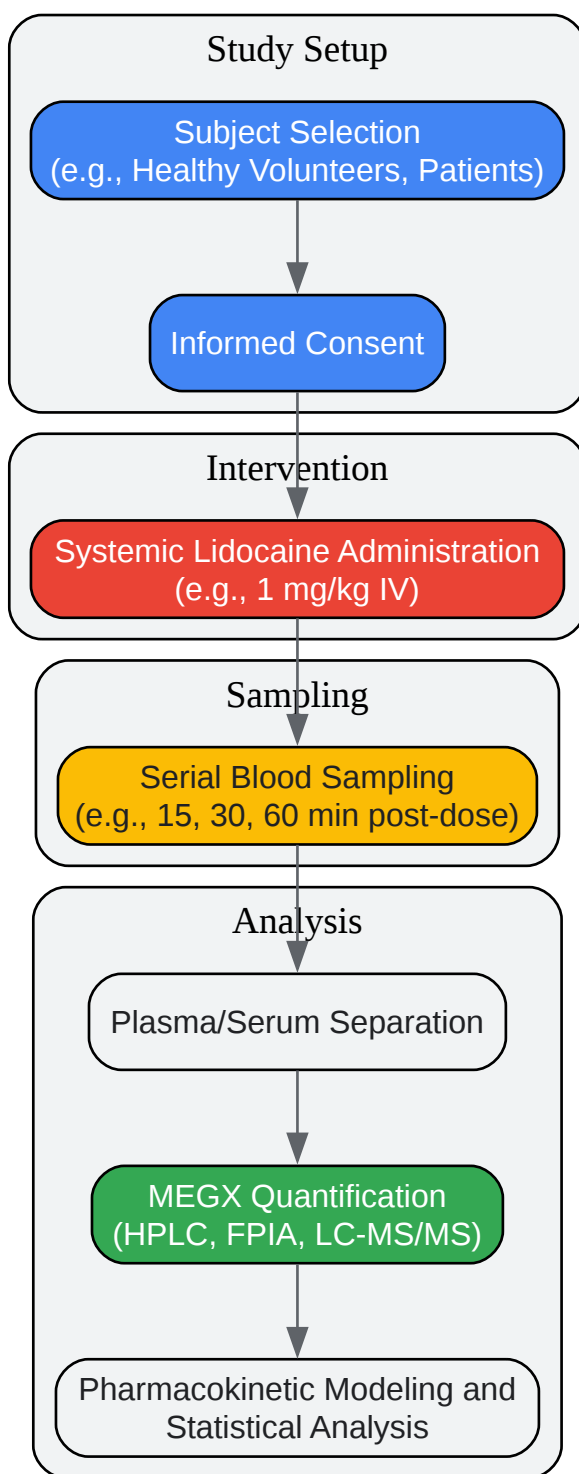 Study Setup
Subject Selection
(e.g., Healthy Volunteers, Patients)
Informed Consent
Intervention
Systemic Lidocaine Administration
(e.g., 1 mg/kg IV)
Sampling
Serial Blood Sampling
(e.g., 15, 30, 60 min post-dose)
Analysis
Plasma/Serum Separation
MEGX Quantification
(HPLC, FPIA, LC-MS/MS)
Pharmacokinetic Modeling and
Statistical Analysis